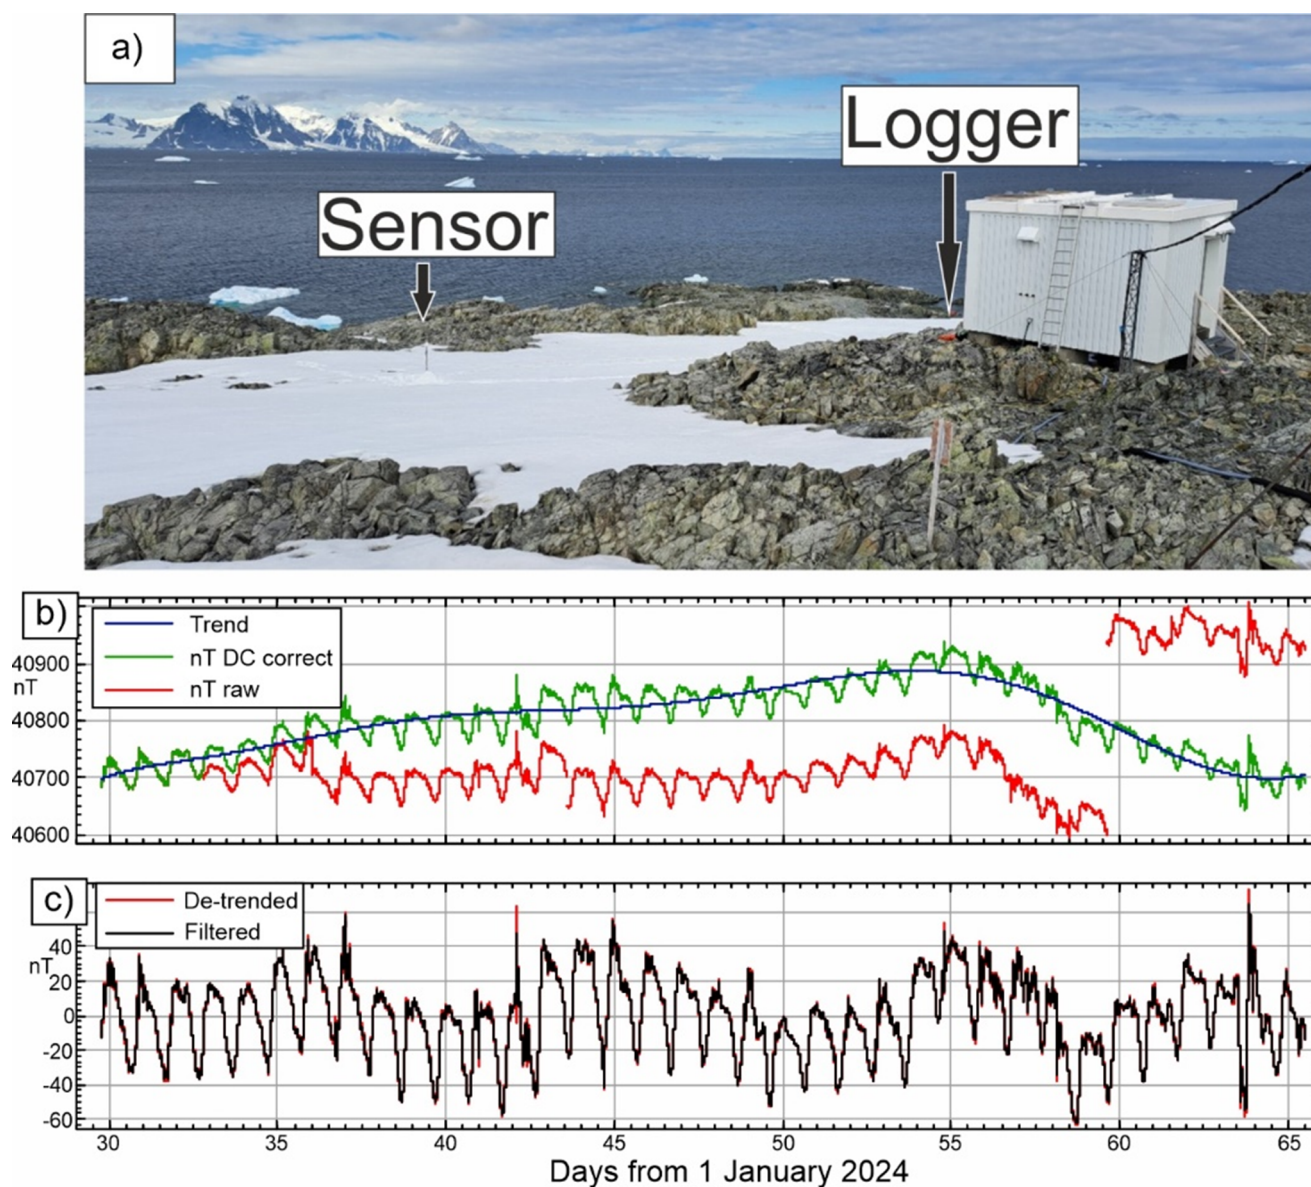 a)
Logger
Sensor
b)
Trend
nT DC correct
nT raw
40900
nT
40800
40700
40600
c)
De-trended
Filtered
40
nT
20
0
-20
-40
-60
30 35 40 45 50 55 60 65
Days from 1 January 2024